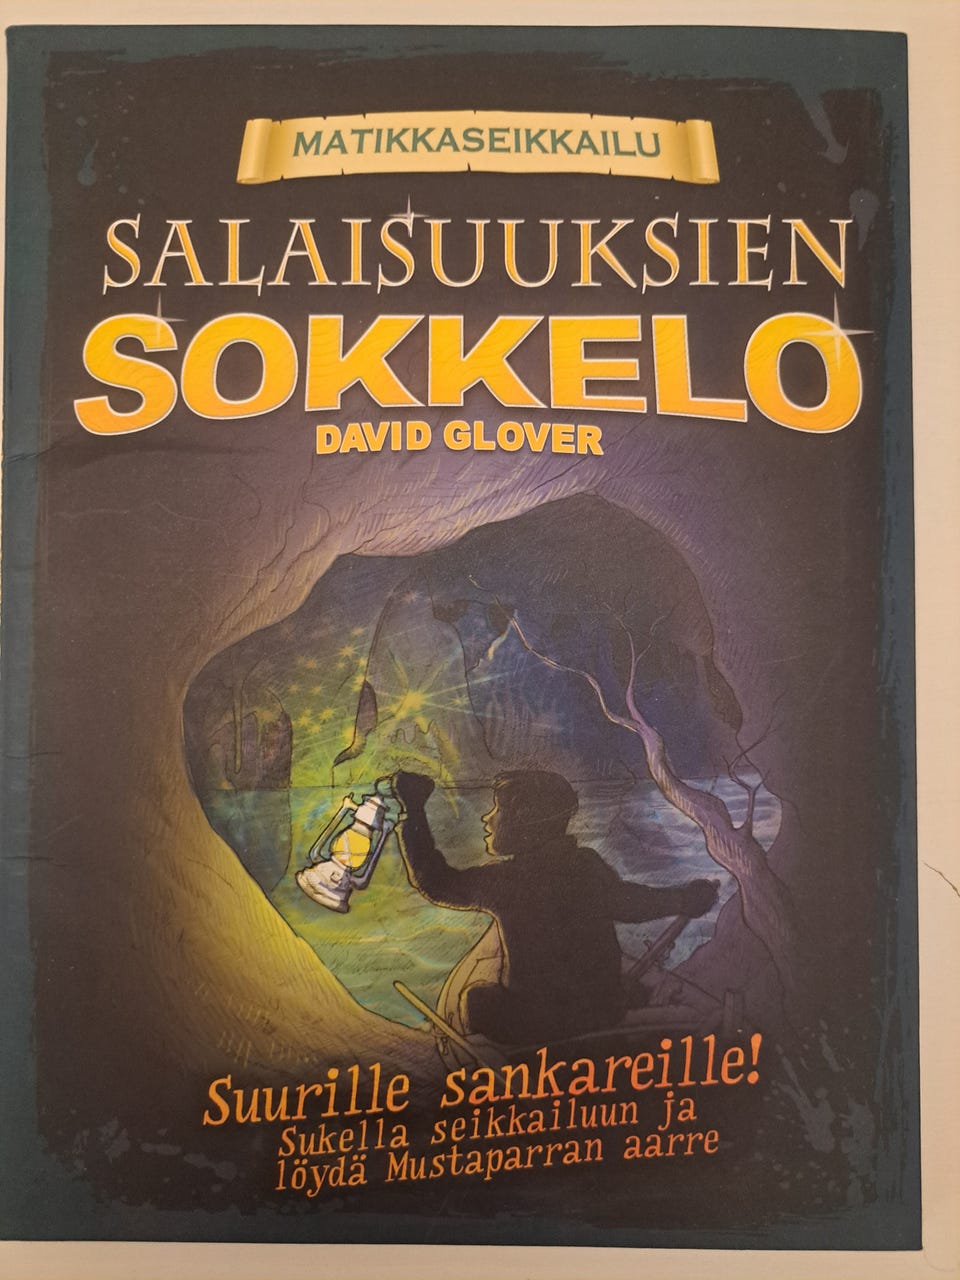 MATIKKASEIKKAILU
SALAISUUKSIEN
SOKKELO
DAVID GLOVER
Suurille sankareille!
Sukella seikkailuun ja
löydä Mustaparran aarre